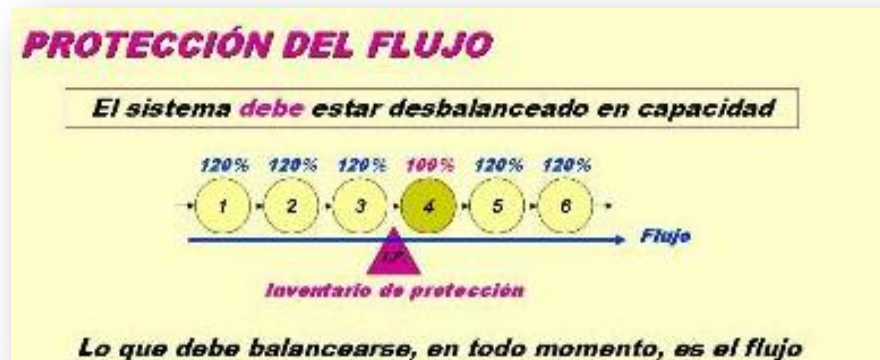 PROTECCIÓN DEL FLUJO
El sistema debe estar desbalanceado en capacidad
120% 120% 120% 100% 120% 120%
1 2 3 4 5 6
Flujo
I.P.
Inventario de protección
Lo que debe balancearse, en todo momento, es el flujo